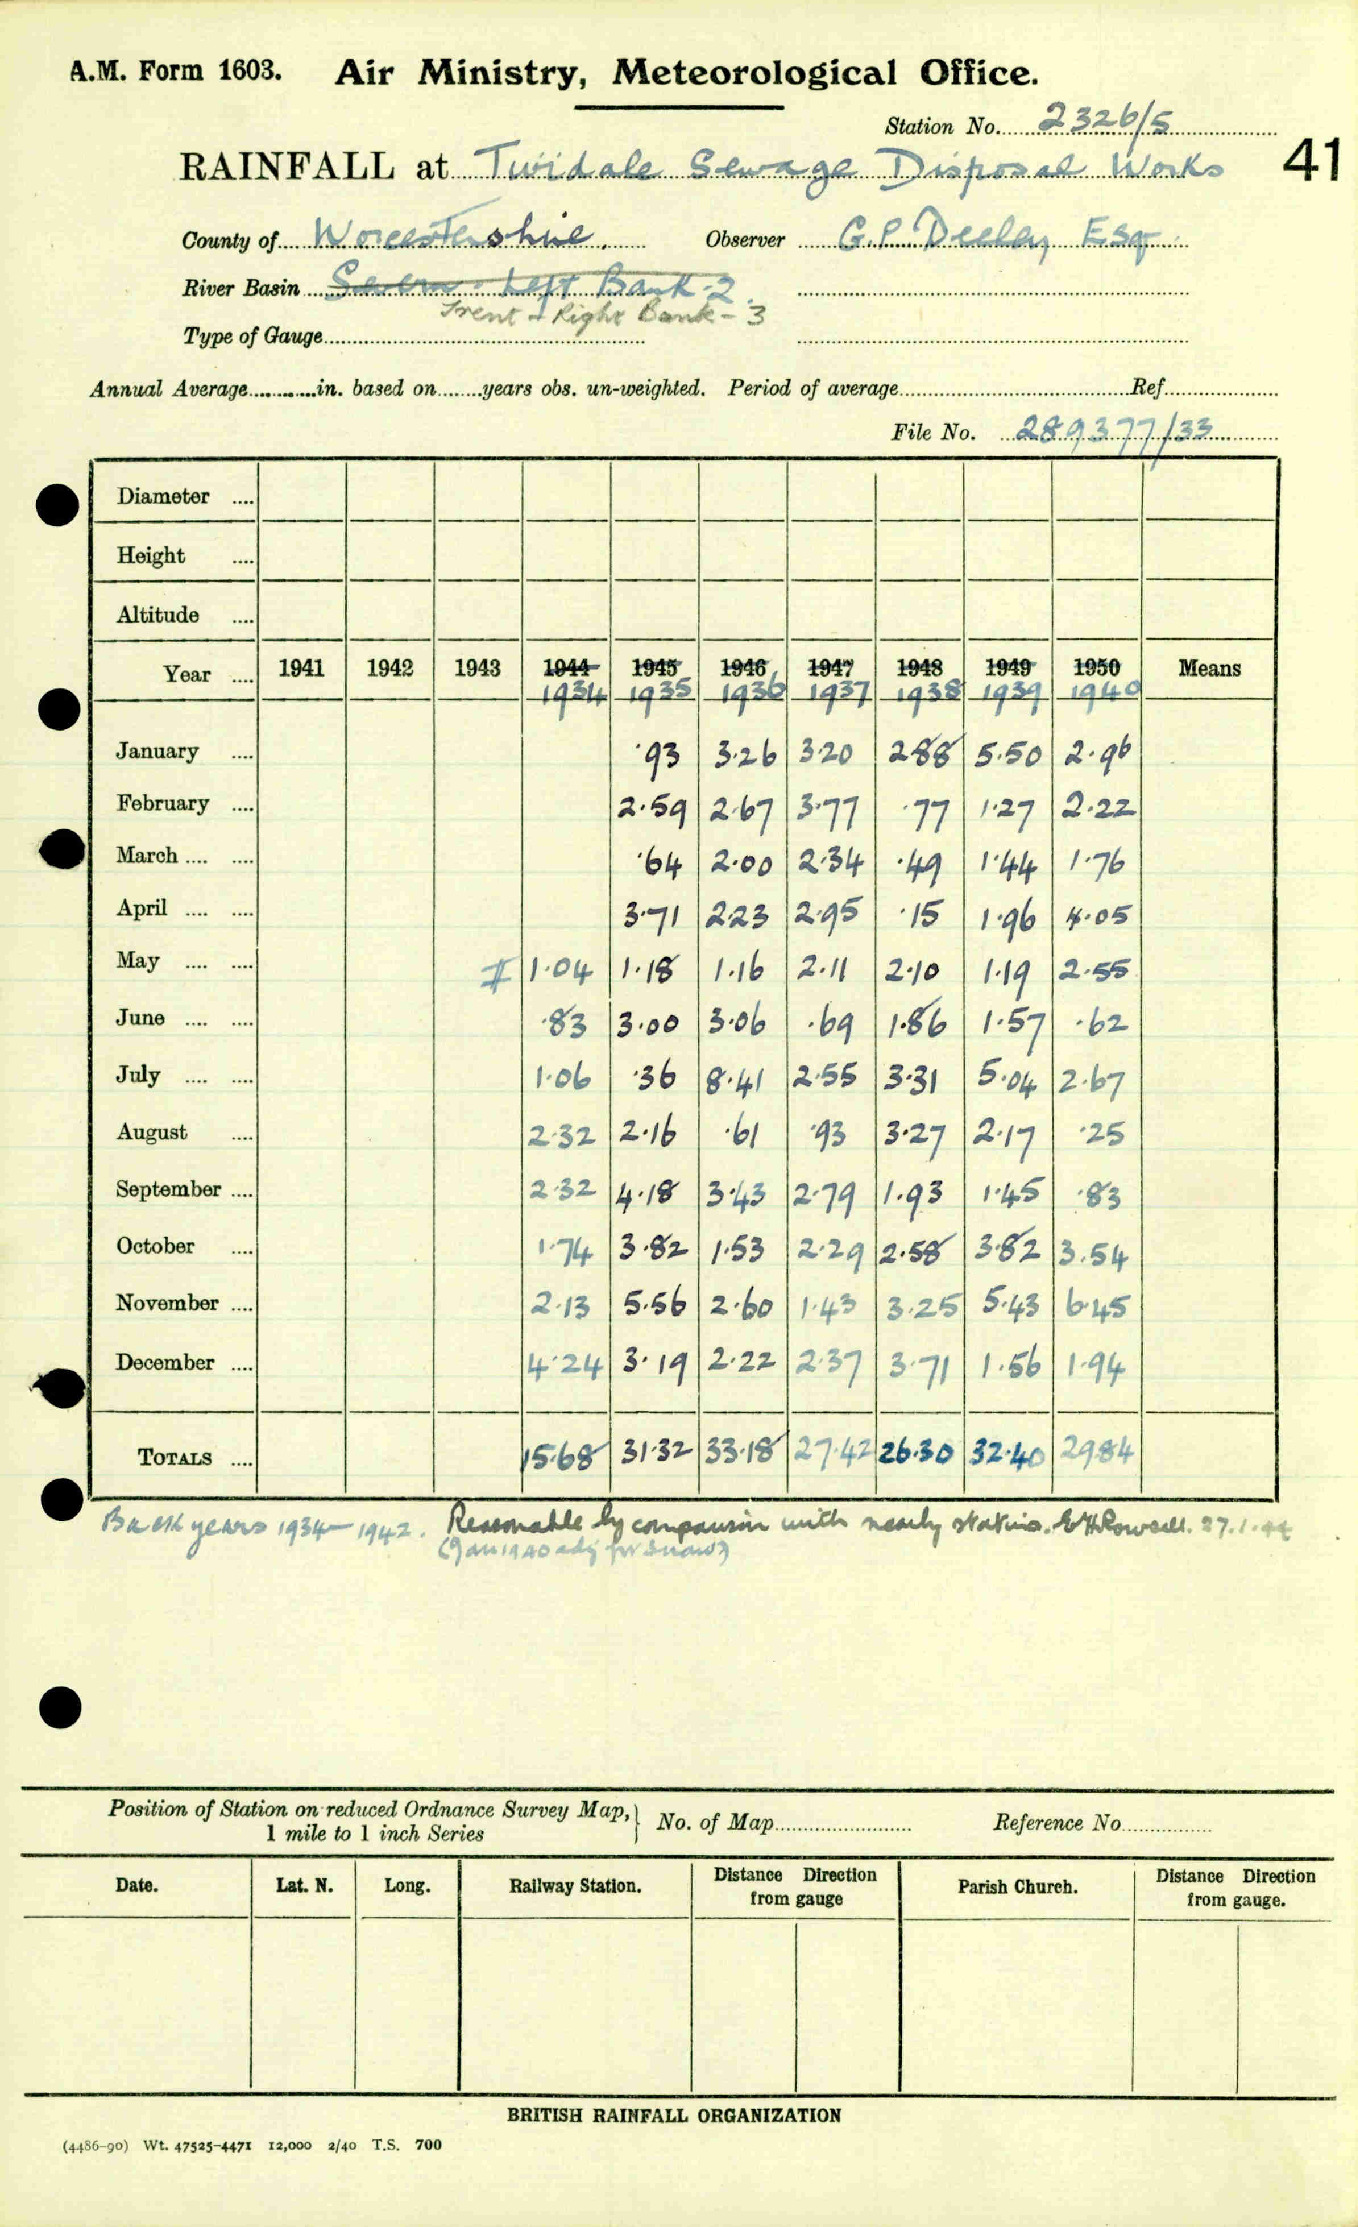 A.M. Form 1603. Air Ministry, Meteorological Office.
Station No. 2326/5
RAINFALL at Twidale Sewage Disposal Works 41
County of Worcestershire. Observer G.P. Deeley Esq.
River Basin Severn - Left Bank - 2.
Trent - Right Bank - 3
Type of Gauge
Annual Average in. based on years obs. un-weighted. Period of average Ref
File No. 289377/33
Diameter ....
Height ....
Altitude ....
Year .... 1941 1942 1943 1944 1945 1946 1947 1948 1949 1950 Means
1934 1935 1936 1937 1938 1939 1940
January .... ·93 3·26 3·20 2·88 5·50 2·96
February .... 2·59 2·67 3·77 ·77 1·27 2·22
March .... .... ·64 2·00 2·34 ·49 1·44 1·76
April .... .... 3·71 2·23 2·95 ·15 1·96 4·05
May .... .... 1·04 1·18 1·16 2·11 2·10 1·19 2·55
June .... .... ·83 3·00 3·06 ·69 1·86 1·57 ·62
July .... .... 1·06 ·36 8·41 2·55 3·31 5·04 2·67
August .... 2·32 2·16 ·61 ·93 3·27 2·17 ·25
September .... 2·32 4·18 3·43 2·79 1·93 1·45 ·83
October .... 1·74 3·82 1·53 2·29 2·58 3·82 3·54
November .... 2·13 5·56 2·60 1·43 3·25 5·43 6·45
December .... 4·24 3·19 2·22 2·37 3·71 1·56 1·94
TOTALS .... 15·68 31·32 33·18 27·42 26·30 32·40 29·84
Back years 1934–1942. Reasonable by comparison with nearby stations. 27.1.44
(Jan 1940 adj for snow)
Position of Station on reduced Ordnance Survey Map, } No. of Map Reference No
1 mile to 1 inch Series
Date. Lat. N. Long. Railway Station. Distance from gauge Direction Parish Church. Distance Direction from gauge.
BRITISH RAINFALL ORGANIZATION
(4486-90) Wt. 47525-4471 12,000 2/40 T.S. 700